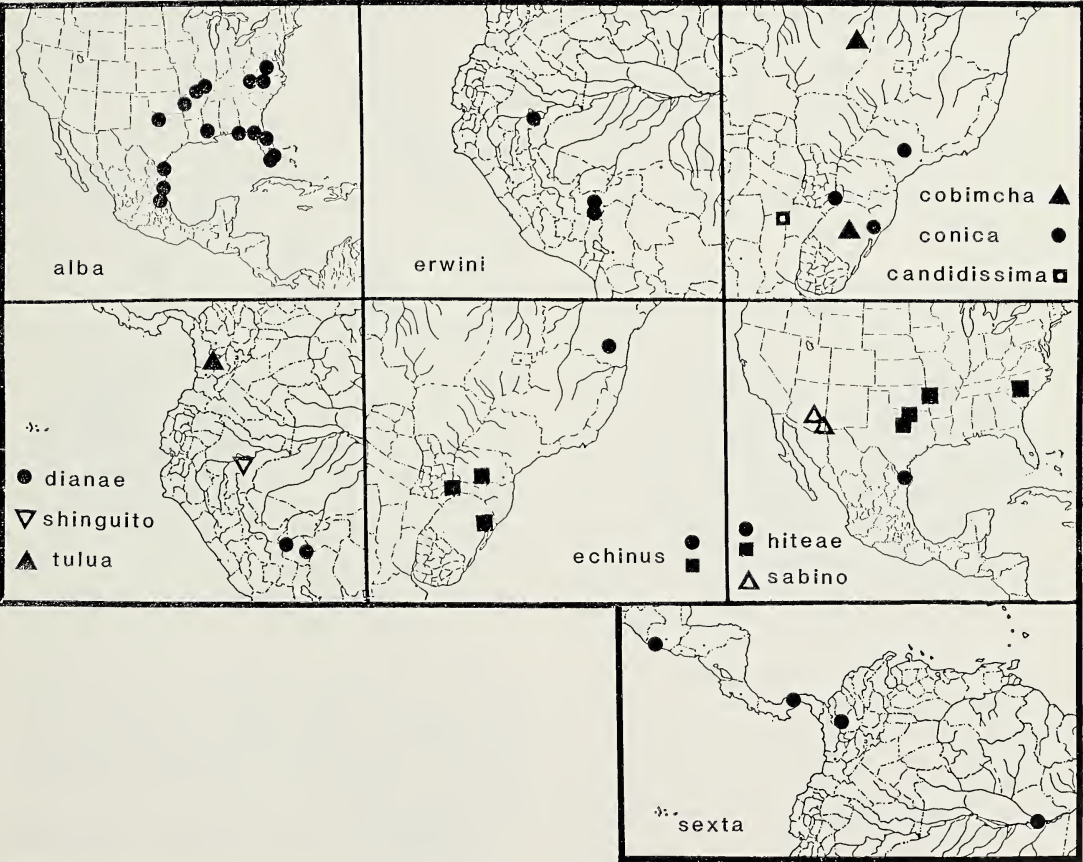 alba
erwini
cobimcha
conica
candidissima
dianae
shinguito
tulua
echinus
hiteae
sabino
sexta